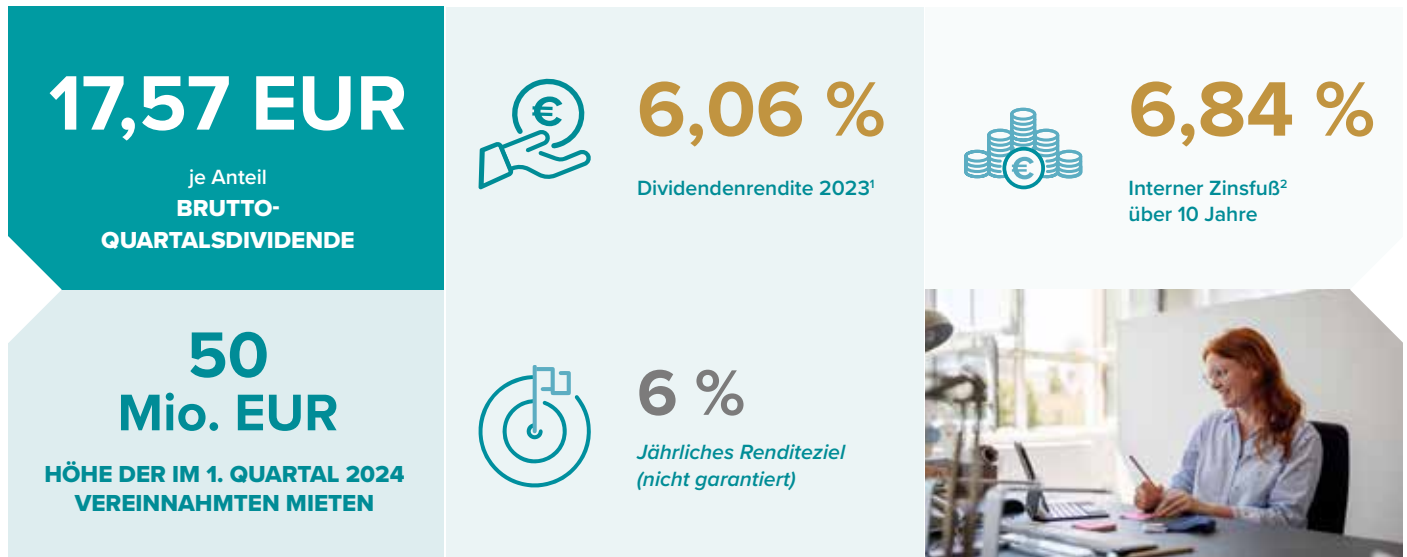 17,57 EUR
je Anteil
BRUTTO-
QUARTALSDIVIDENDE
6,06 %
Dividendenrendite 2023¹
6,84 %
Interner Zinsfuß²
über 10 Jahre
50
Mio. EUR
HÖHE DER IM 1. QUARTAL 2024
VEREINNAHMTEN MIETEN
6 %
Jährliches Renditeziel
(nicht garantiert)